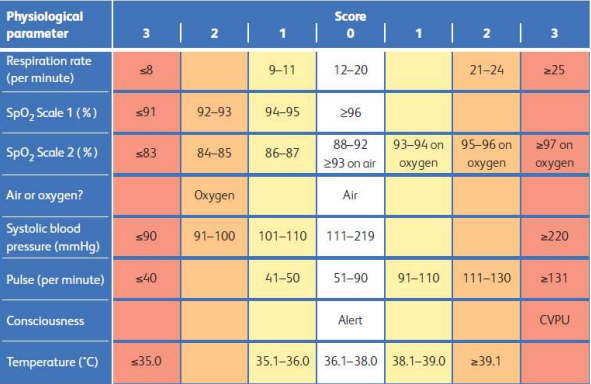 Physiological parameter Score
3 2 1 0 1 2 3
Respiration rate (per minute) ≤8 9–11 12–20 21–24 ≥25
SpO₂ Scale 1 (%) ≤91 92–93 94–95 ≥96
SpO₂ Scale 2 (%) ≤83 84–85 86–87 88–92 ≥93 on air 93–94 on oxygen 95–96 on oxygen ≥97 on oxygen
Air or oxygen? Oxygen Air
Systolic blood pressure (mmHg) ≤90 91–100 101–110 111–219 ≥220
Pulse (per minute) ≤40 41–50 51–90 91–110 111–130 ≥131
Consciousness Alert CVPU
Temperature (°C) ≤35.0 35.1–36.0 36.1–38.0 38.1–39.0 ≥39.1